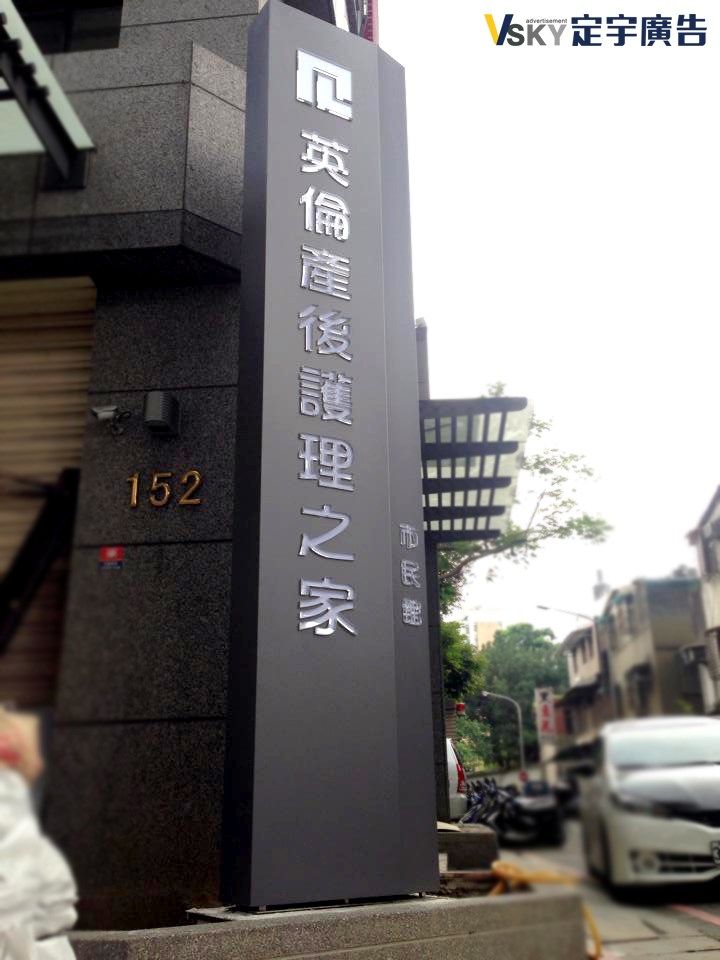 VSKY
advertisement
定宇廣告
英倫產後護理之家
市民館
152